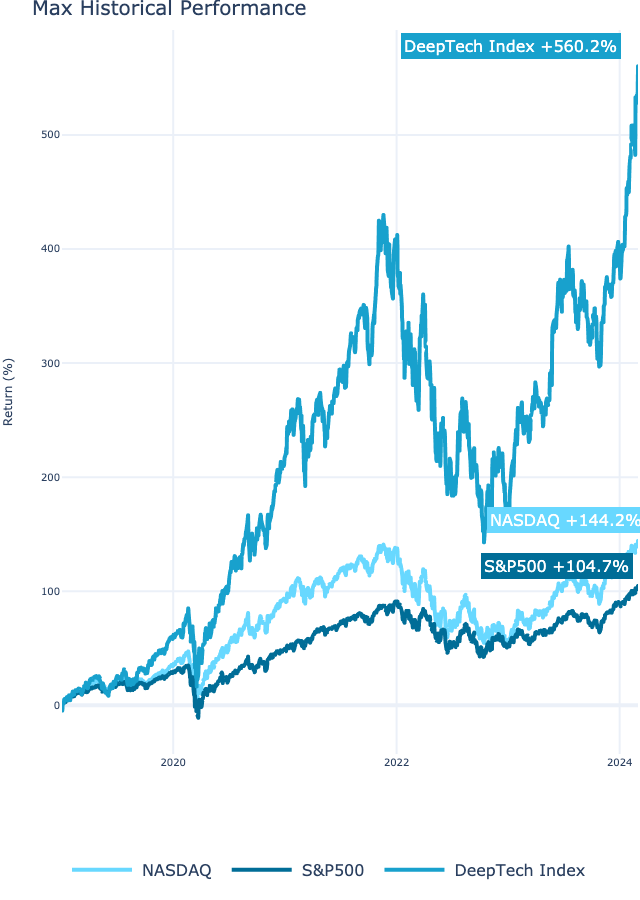 Max Historical Performance
DeepTech Index +560.2%
500
400
300
Return (%)
200
NASDAQ +144.2%
S&P500 +104.7%
100
0
2020 2022 2024
NASDAQ S&P500 DeepTech Index